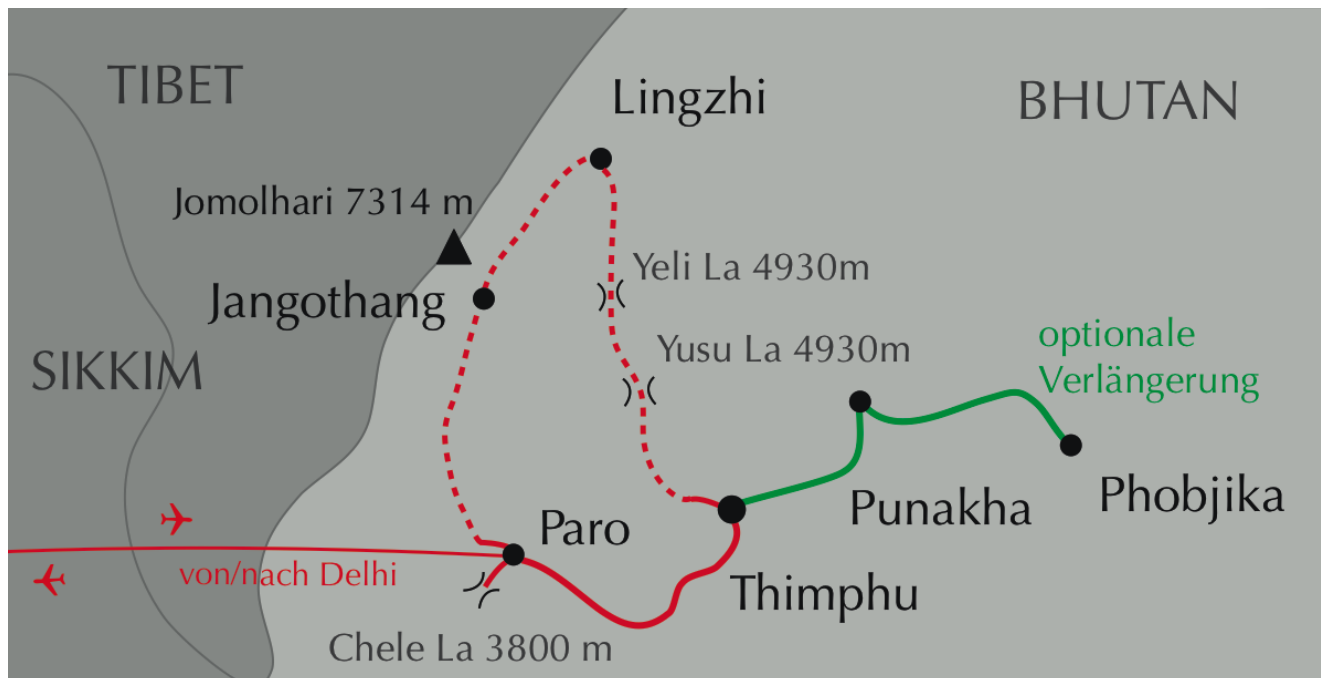 TIBET
Lingzhi
BHUTAN
Jomolhari 7314 m
Yeli La 4930m
Jangothang
optionale
Verlängerung
Yusu La 4930m
SIKKIM
Phobjika
Punakha
Paro
von/nach Delhi
Thimphu
Chele La 3800 m